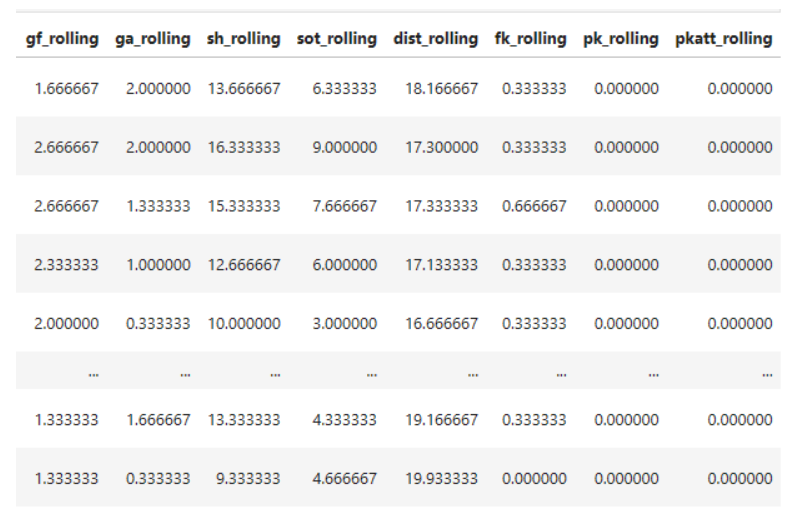 gf_rolling ga_rolling sh_rolling sot_rolling dist_rolling fk_rolling pk_rolling pkatt_rolling
1.666667 2.000000 13.666667 6.333333 18.166667 0.333333 0.000000 0.000000
2.666667 2.000000 16.333333 9.000000 17.300000 0.333333 0.000000 0.000000
2.666667 1.333333 15.333333 7.666667 17.333333 0.666667 0.000000 0.000000
2.333333 1.000000 12.666667 6.000000 17.133333 0.333333 0.000000 0.000000
2.000000 0.333333 10.000000 3.000000 16.666667 0.333333 0.000000 0.000000
... ... ... ... ... ... ... ...
1.333333 1.666667 13.333333 4.333333 19.166667 0.333333 0.000000 0.000000
1.333333 0.333333 9.333333 4.666667 19.933333 0.000000 0.000000 0.000000